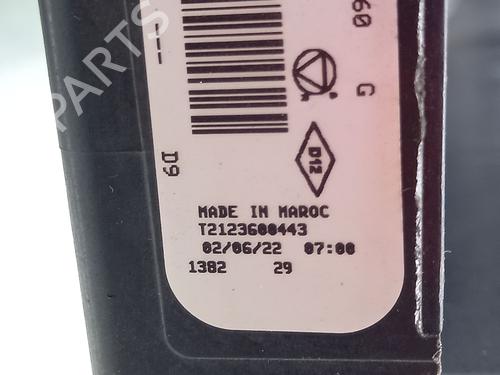 PARTS
60 G
---
D9
D12
MADE IN MAROC
T2123600443
02/06/22 07:00
1382 29